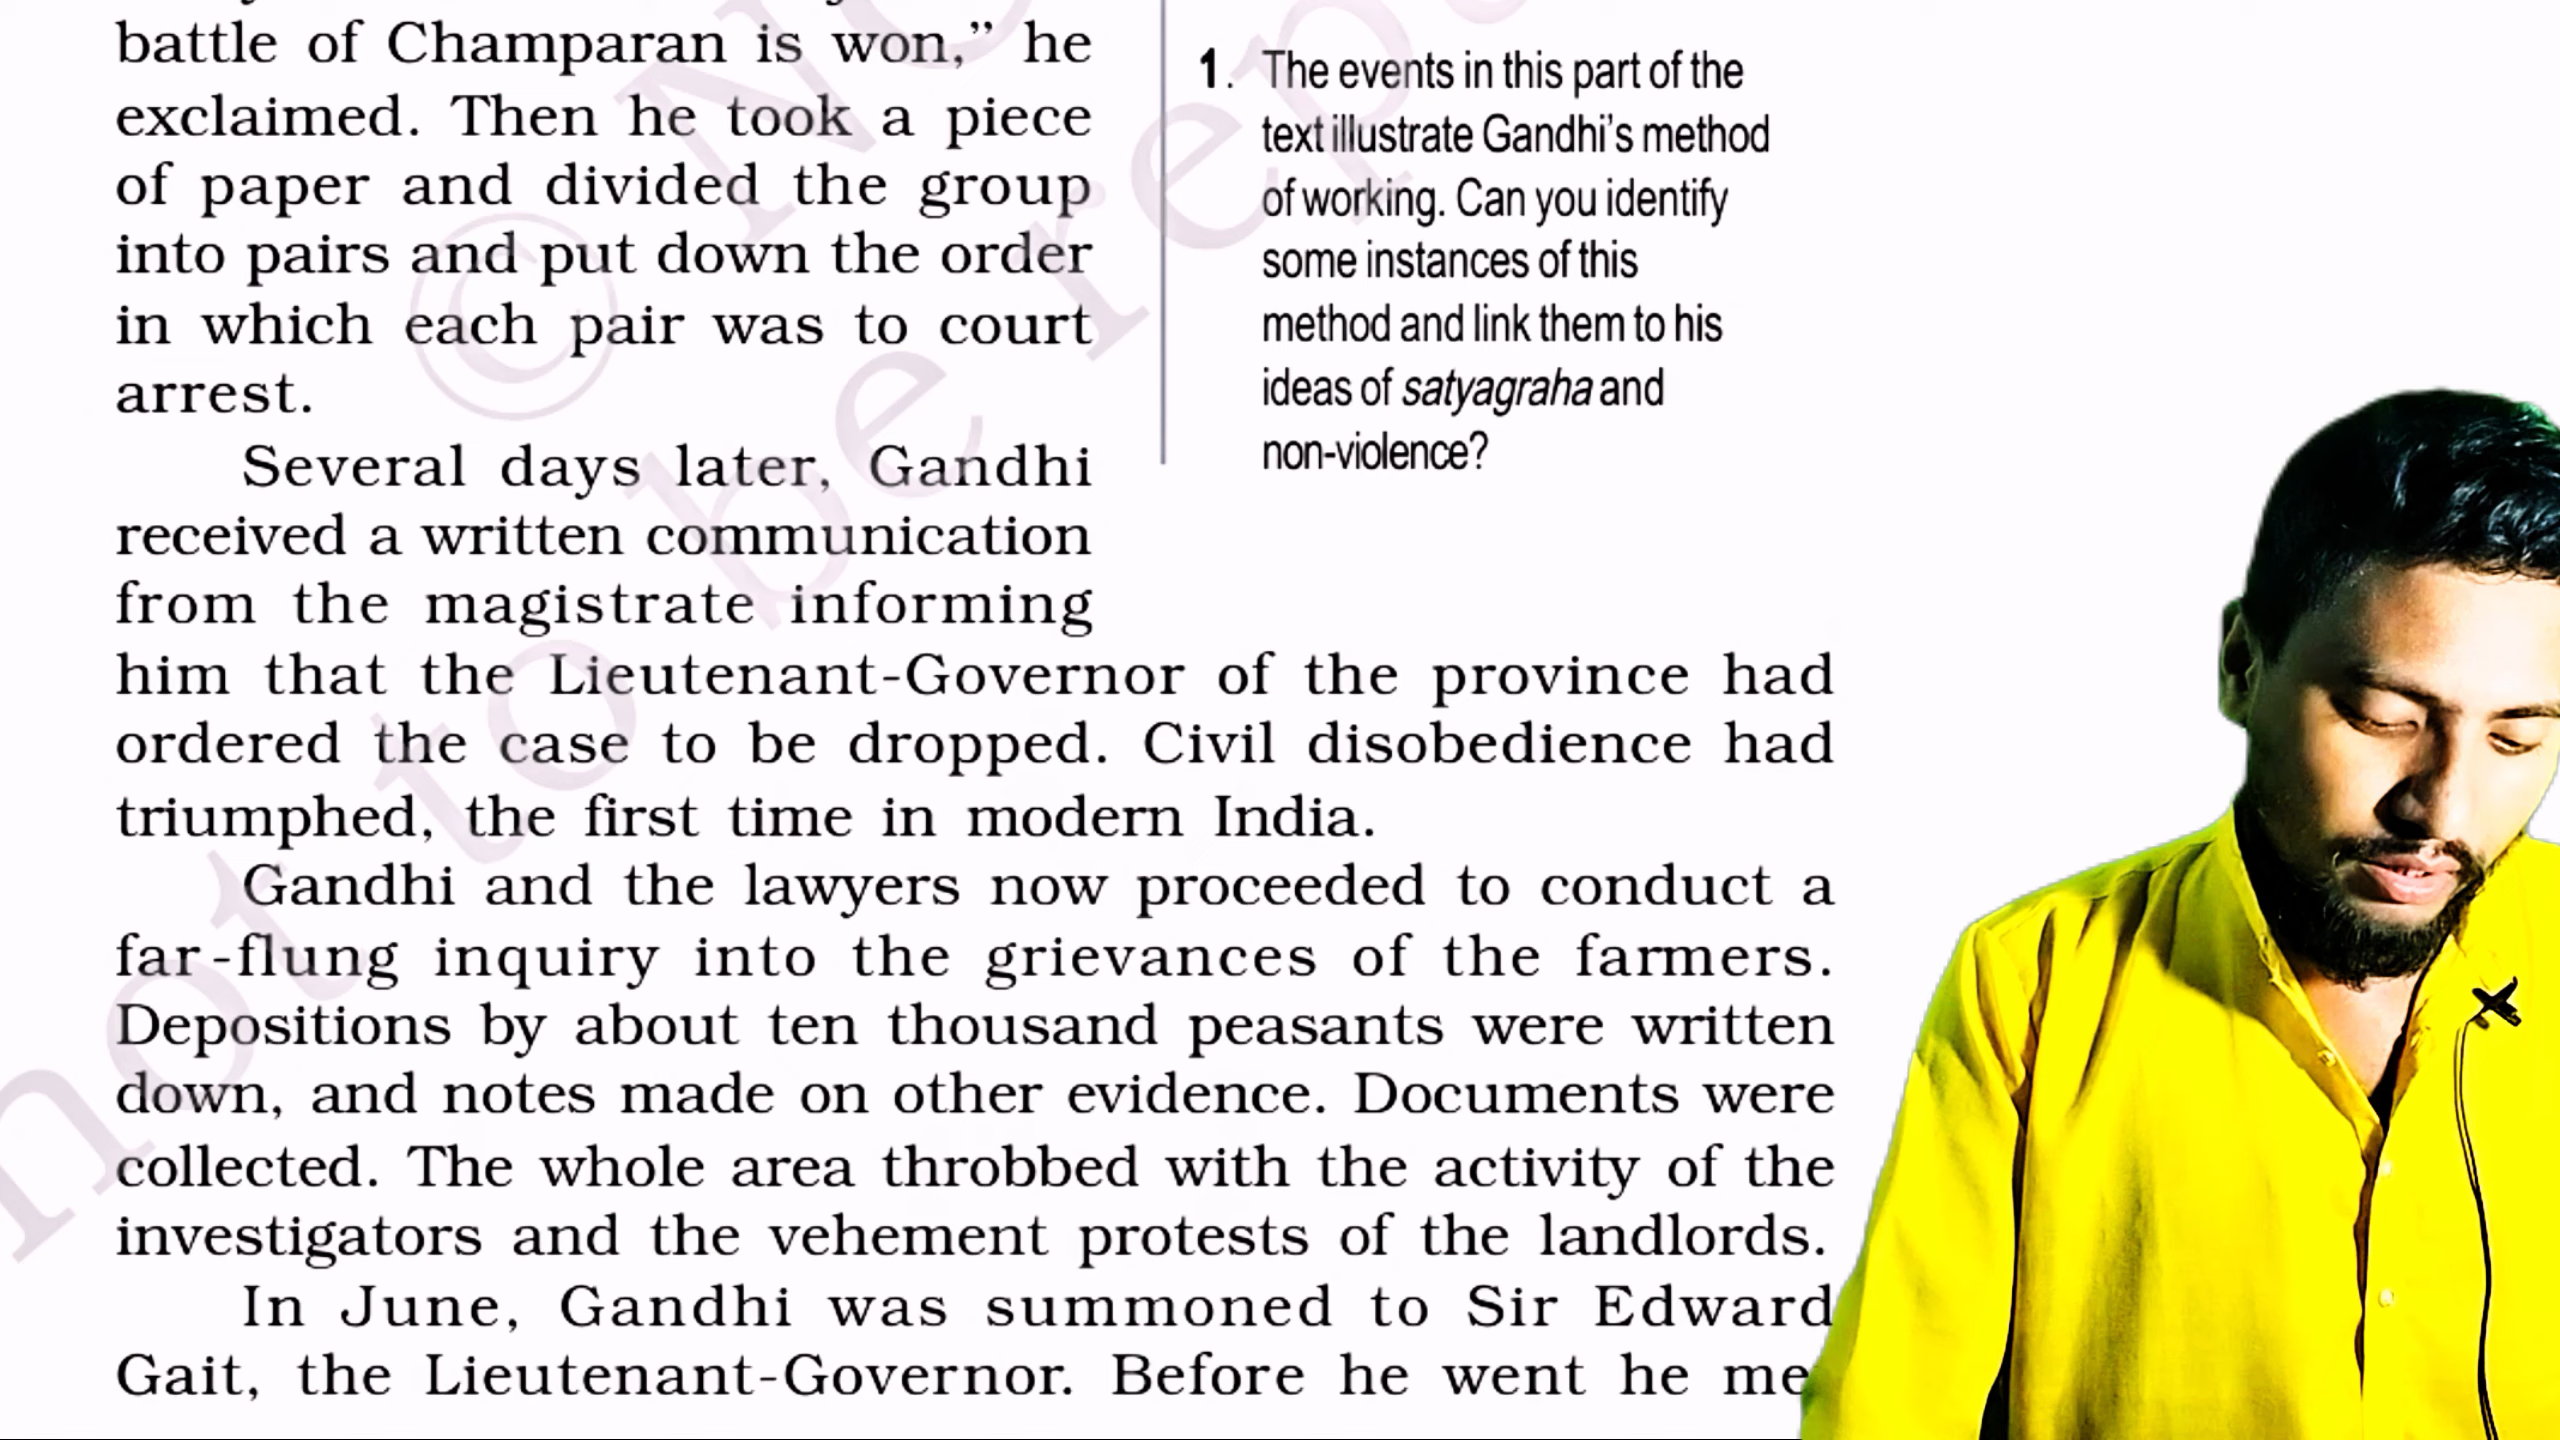 battle of Champaran is won,” he
exclaimed. Then he took a piece
of paper and divided the group
into pairs and put down the order
in which each pair was to court
arrest.
Several days later, Gandhi
received a written communication
from the magistrate informing
him that the Lieutenant-Governor of the province had
ordered the case to be dropped. Civil disobedience had
triumphed, the first time in modern India.
Gandhi and the lawyers now proceeded to conduct a
far-flung inquiry into the grievances of the farmers.
Depositions by about ten thousand peasants were written
down, and notes made on other evidence. Documents were
collected. The whole area throbbed with the activity of the
investigators and the vehement protests of the landlords.
In June, Gandhi was summoned to Sir Edward
Gait, the Lieutenant-Governor. Before he went he
1. The events in this part of the
text illustrate Gandhi’s method
of working. Can you identify
some instances of this
method and link them to his
ideas of satyagraha and
non-violence?
©
not to be